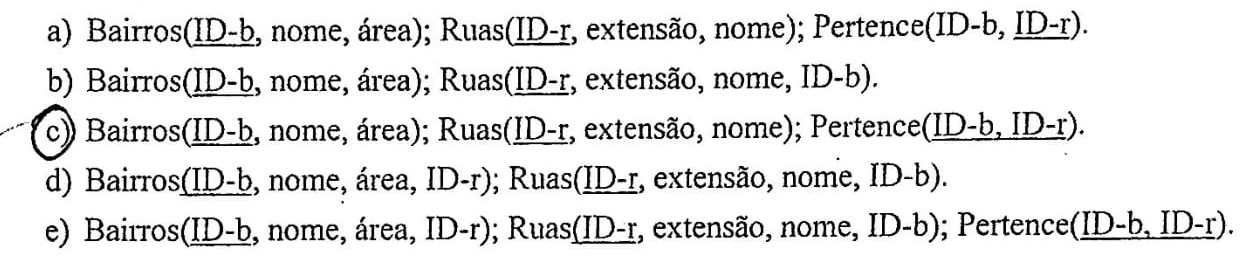 a) Bairros(ID-b, nome, área); Ruas(ID-r, extensão, nome); Pertence(ID-b, ID-r).
b) Bairros(ID-b, nome, área); Ruas(ID-r, extensão, nome, ID-b).
c) Bairros(ID-b, nome, área); Ruas(ID-r, extensão, nome); Pertence(ID-b, ID-r).
d) Bairros(ID-b, nome, área, ID-r); Ruas(ID-r, extensão, nome, ID-b).
e) Bairros(ID-b, nome, área, ID-r); Ruas(ID-r, extensão, nome, ID-b); Pertence(ID-b, ID-r).